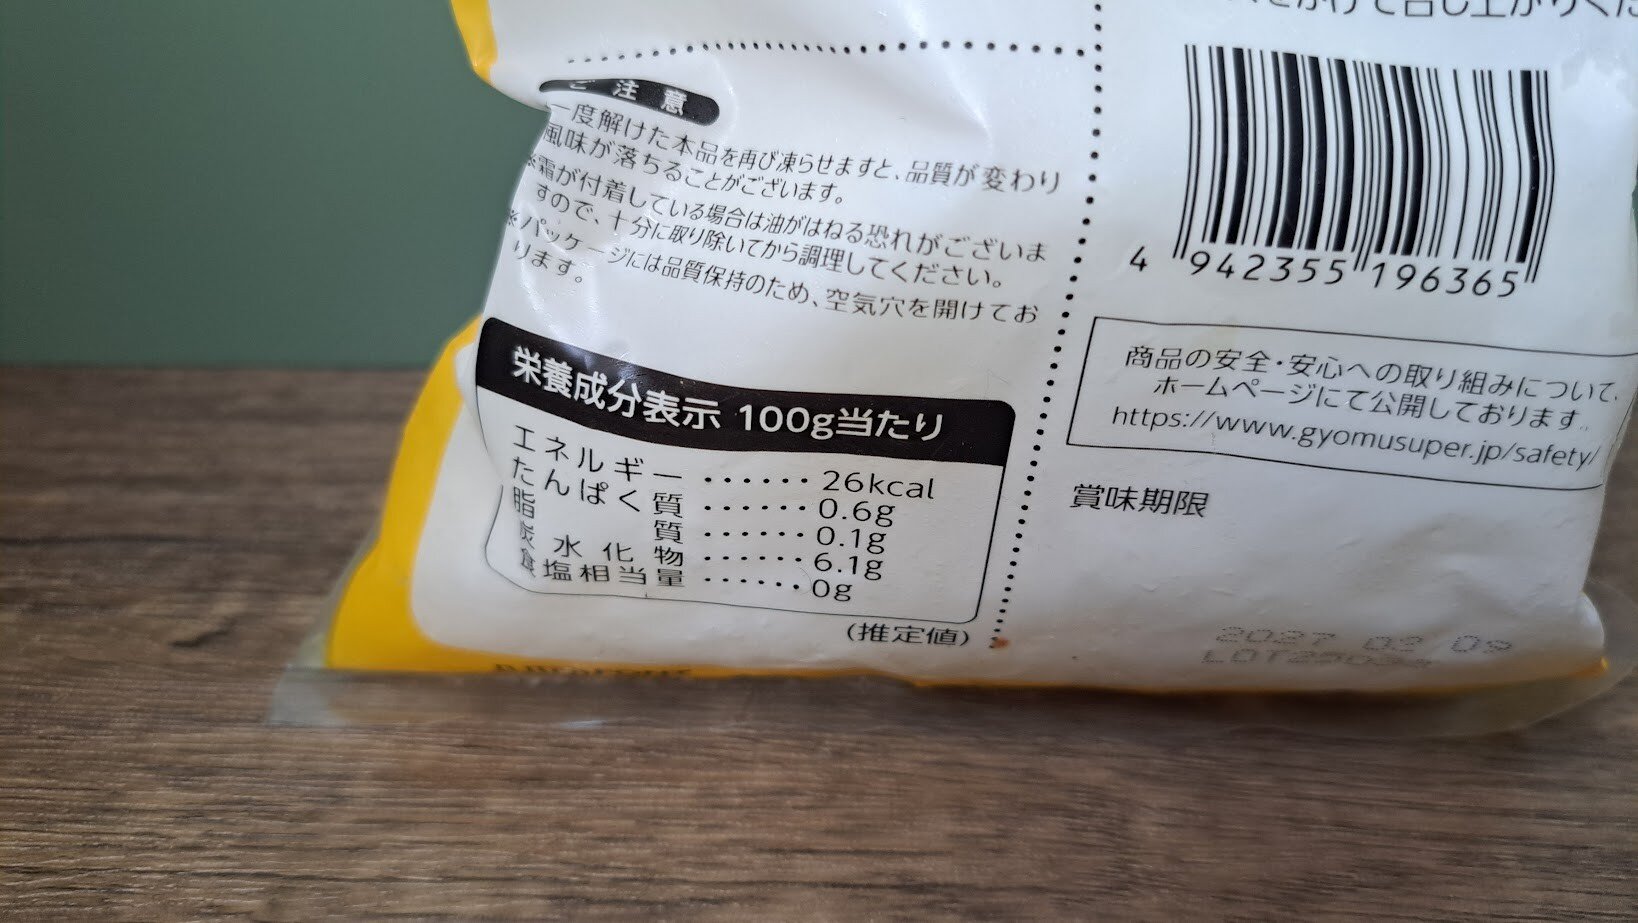 ご注意
一度解けた本品を再び凍らせますと、品質が変わり
風味が落ちることがございます。
※霜が付着している場合は油がはねる恐れがございま
すので、十分に取り除いてから調理してください。
※パッケージには品質保持のため、空気穴を開けてお
ります。
栄養成分表示 100g当たり
エネルギー ‥‥‥ 26kcal
たんぱく質 ‥‥‥ 0.6g
脂質 ‥‥‥ 0.1g
炭水化物 ‥‥‥ 6.1g
食塩相当量 ‥‥‥ 0g
(推定値)
4 942355 196365
商品の安全・安心への取り組みについて、
ホームページにて公開しております。
https://www.gyomusuper.jp/safety/
賞味期限
2027 02 09